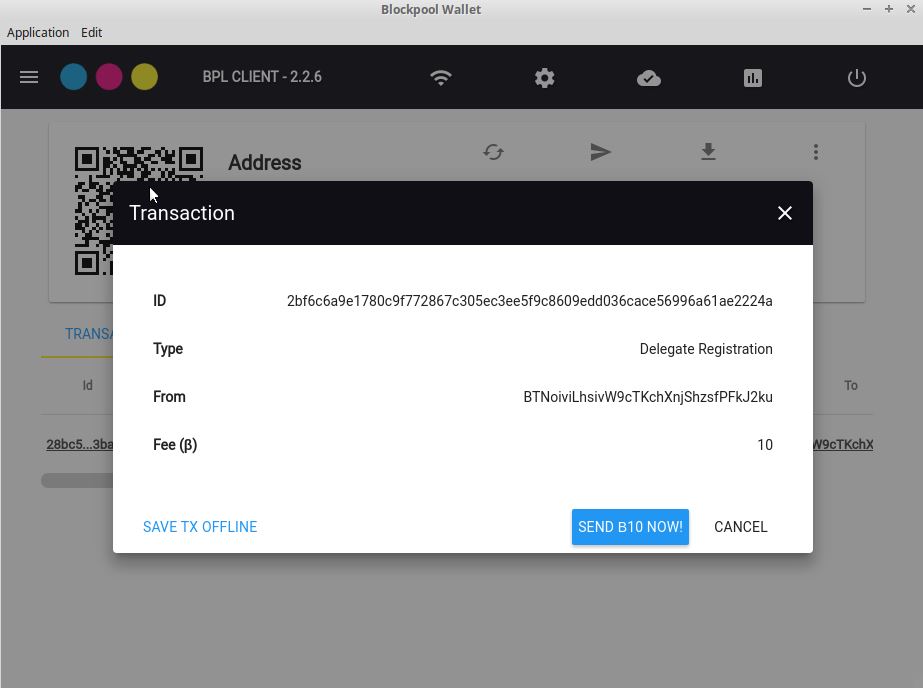 Blockpool Wallet
Application Edit
BPL CLIENT - 2.2.6
Address
Transaction
ID 2bf6c6a9e1780c9f772867c305ec3ee5f9c8609edd036cace56996a61ae2224a
Type Delegate Registration
From BTNoiviLhsivW9cTKchXnjShzsfPFkJ2ku
Fee (β) 10
SAVE TX OFFLINE SEND B10 NOW! CANCEL
TRANSA
Id To
28bc5...3ba W9cTKchX